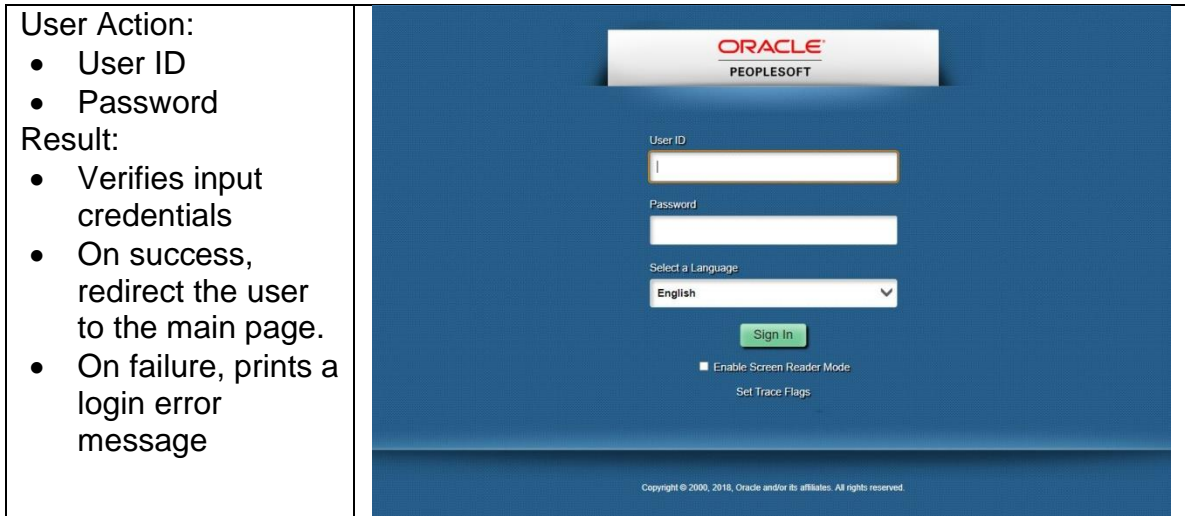 User Action:
• User ID
• Password
Result:
• Verifies input
credentials
• On success,
redirect the user
to the main page.
• On failure, prints a
login error
message
ORACLE
PEOPLESOFT
User ID
Password
Select a Language
English
Sign In
Enable Screen Reader Mode
Set Trace Flags
Copyright © 2000, 2018, Oracle and/or its affiliates. All rights reserved.